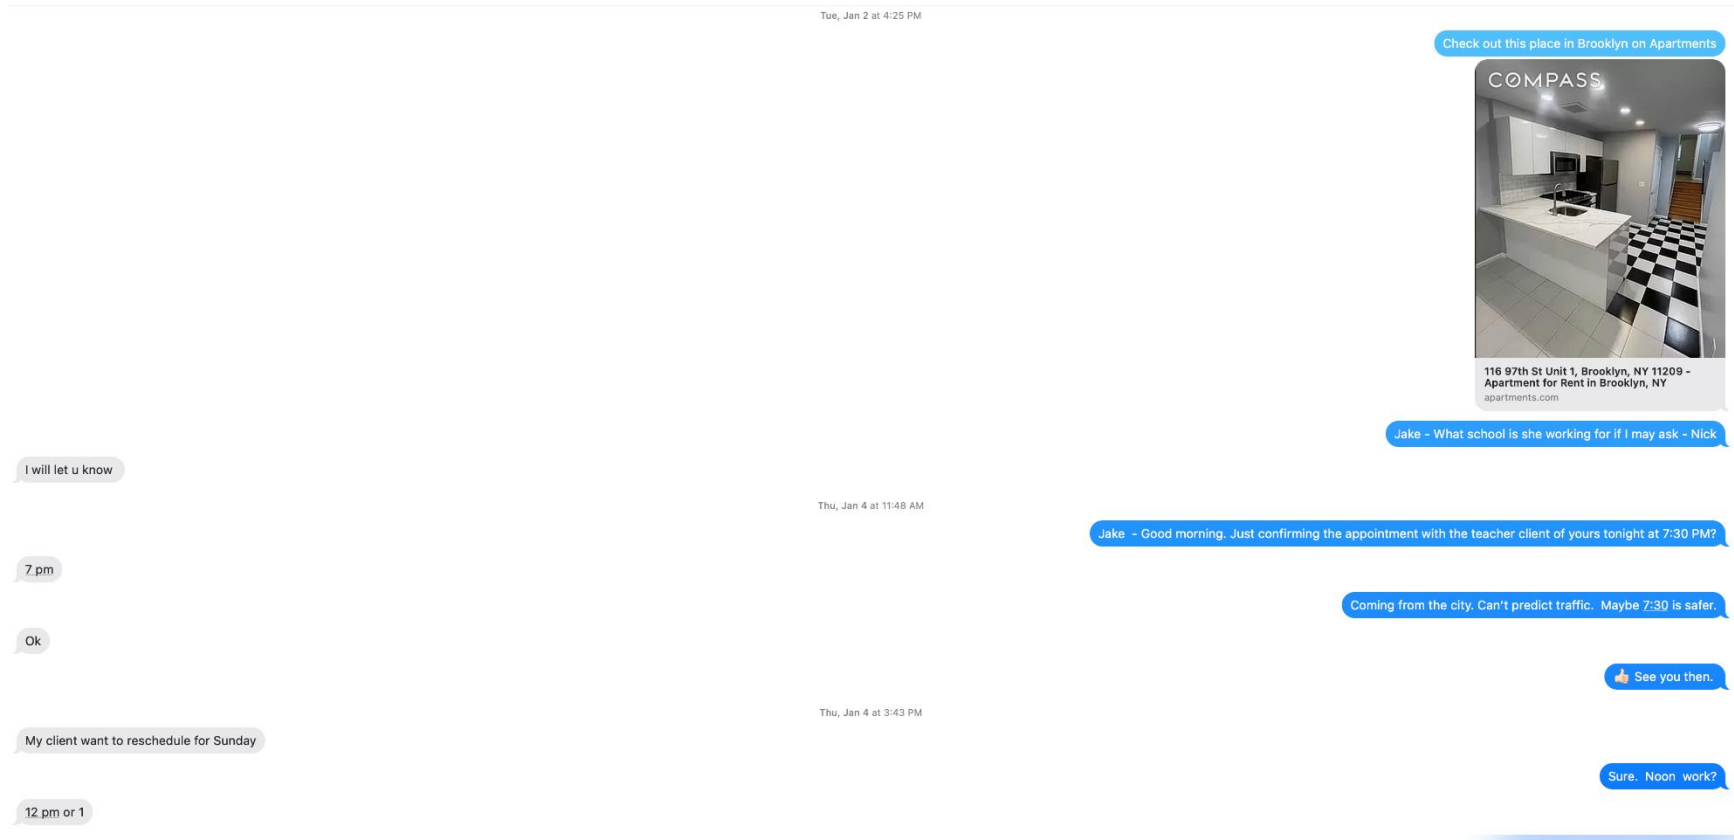 Tue, Jan 2 at 4:25 PM
Check out this place in Brooklyn on Apartments
COMPASS
116 97th St Unit 1, Brooklyn, NY 11209 -
Apartment for Rent in Brooklyn, NY
apartments.com
Jake - What school is she working for if I may ask - Nick
I will let u know
Thu, Jan 4 at 11:48 AM
Jake  - Good morning. Just confirming the appointment with the teacher client of yours tonight at 7:30 PM?
7 pm
Coming from the city. Can't predict traffic.  Maybe 7:30 is safer.
Ok
👍🏻 See you then.
Thu, Jan 4 at 3:43 PM
My client want to reschedule for Sunday
Sure.  Noon  work?
12 pm or 1